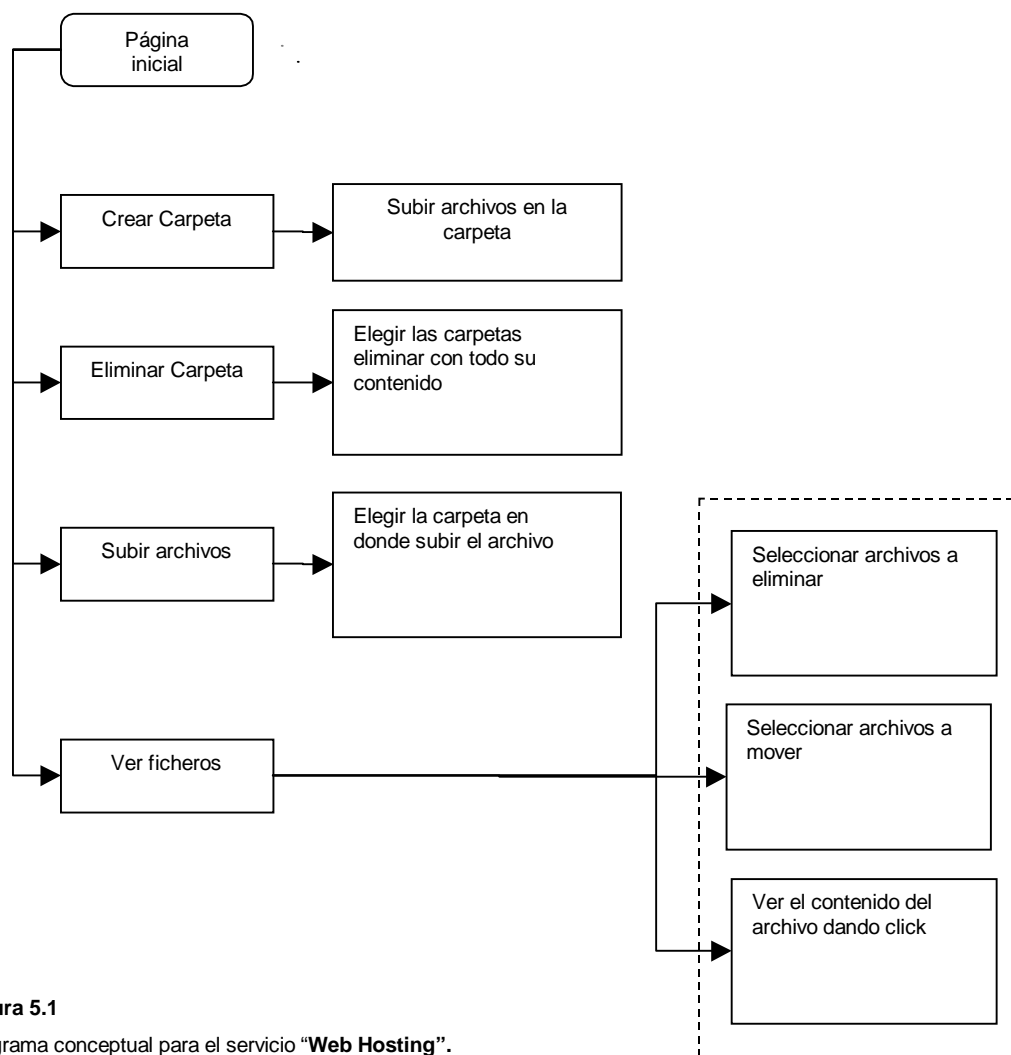 Página
inicial
Crear Carpeta
Subir archivos en la
carpeta
Eliminar Carpeta
Elegir las carpetas
eliminar con todo su
contenido
Subir archivos
Elegir la carpeta en
donde subir el archivo
Seleccionar archivos a
eliminar
Ver ficheros
Seleccionar archivos a
mover
Ver el contenido del
archivo dando click
ura 5.1
grama conceptual para el servicio “Web Hosting”.